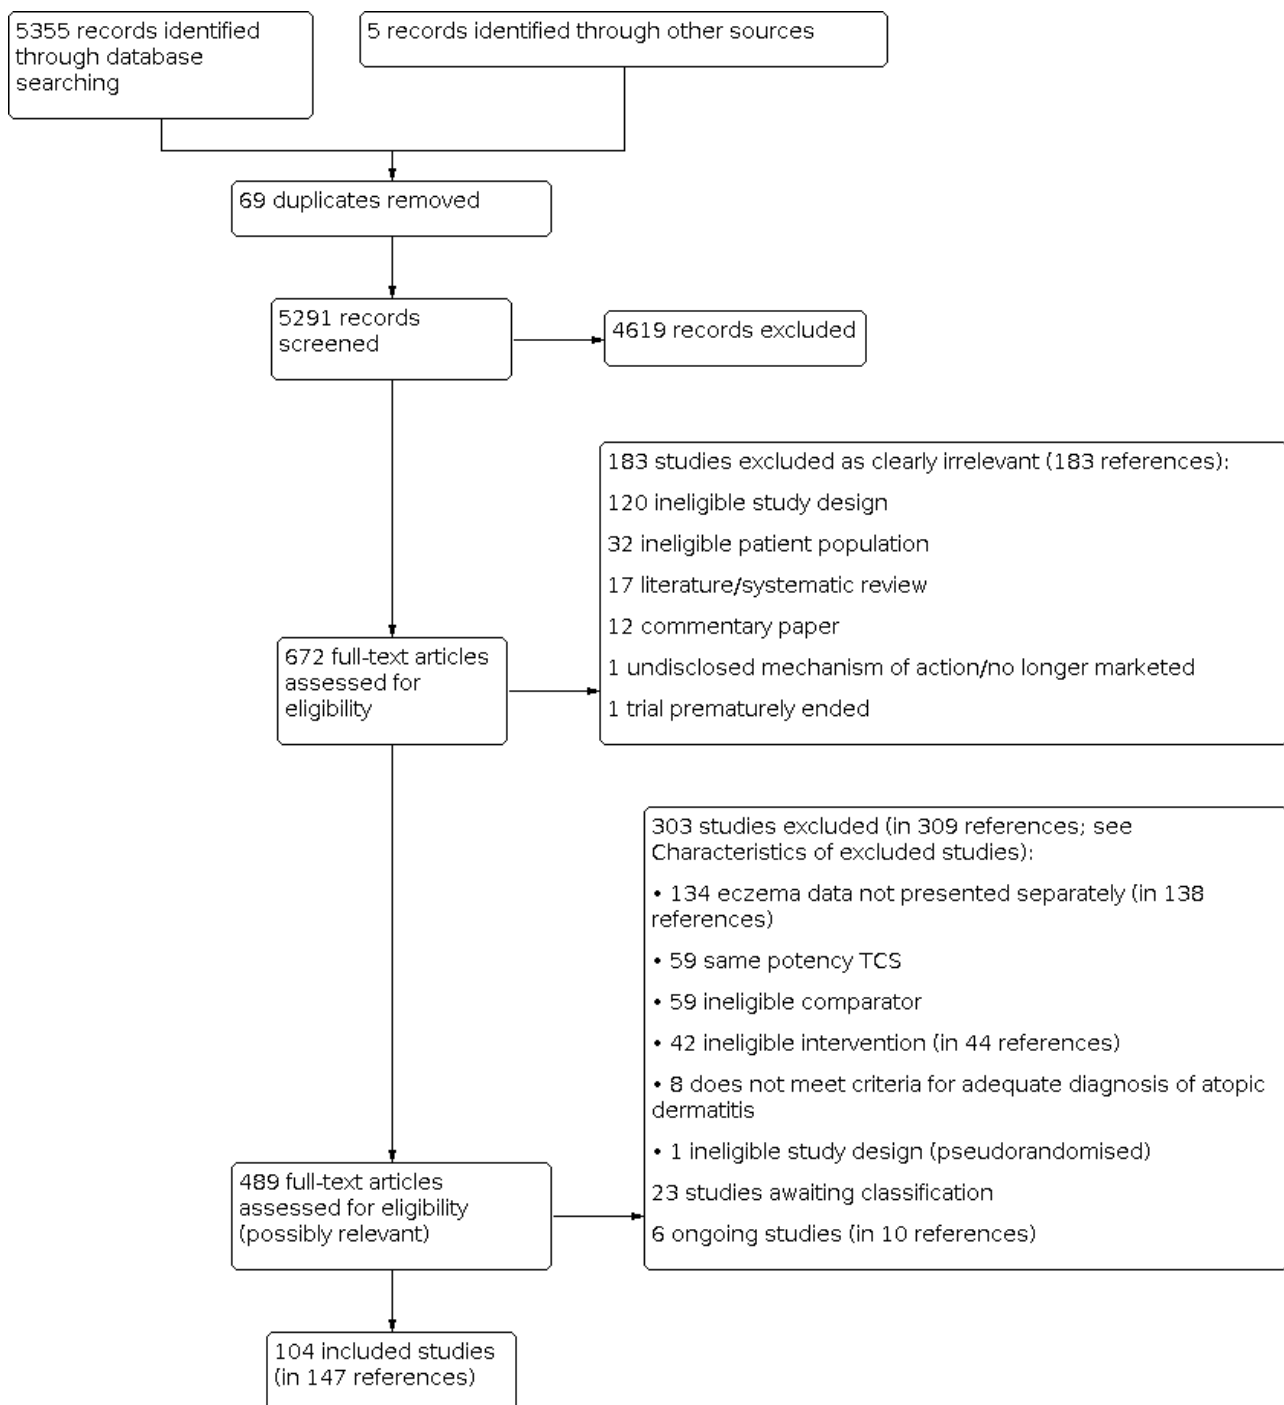 5355 records identified
through database
searching
5 records identified through other sources
69 duplicates removed
5291 records
screened
4619 records excluded
183 studies excluded as clearly irrelevant (183 references):
120 ineligible study design
32 ineligible patient population
17 literature/systematic review
12 commentary paper
1 undisclosed mechanism of action/no longer marketed
1 trial prematurely ended
672 full-text articles
assessed for
eligibility
303 studies excluded (in 309 references; see
Characteristics of excluded studies):
• 134 eczema data not presented separately (in 138
references)
• 59 same potency TCS
• 59 ineligible comparator
• 42 ineligible intervention (in 44 references)
• 8 does not meet criteria for adequate diagnosis of atopic
dermatitis
• 1 ineligible study design (pseudorandomised)
23 studies awaiting classification
6 ongoing studies (in 10 references)
489 full-text articles
assessed for eligibility
(possibly relevant)
104 included studies
(in 147 references)